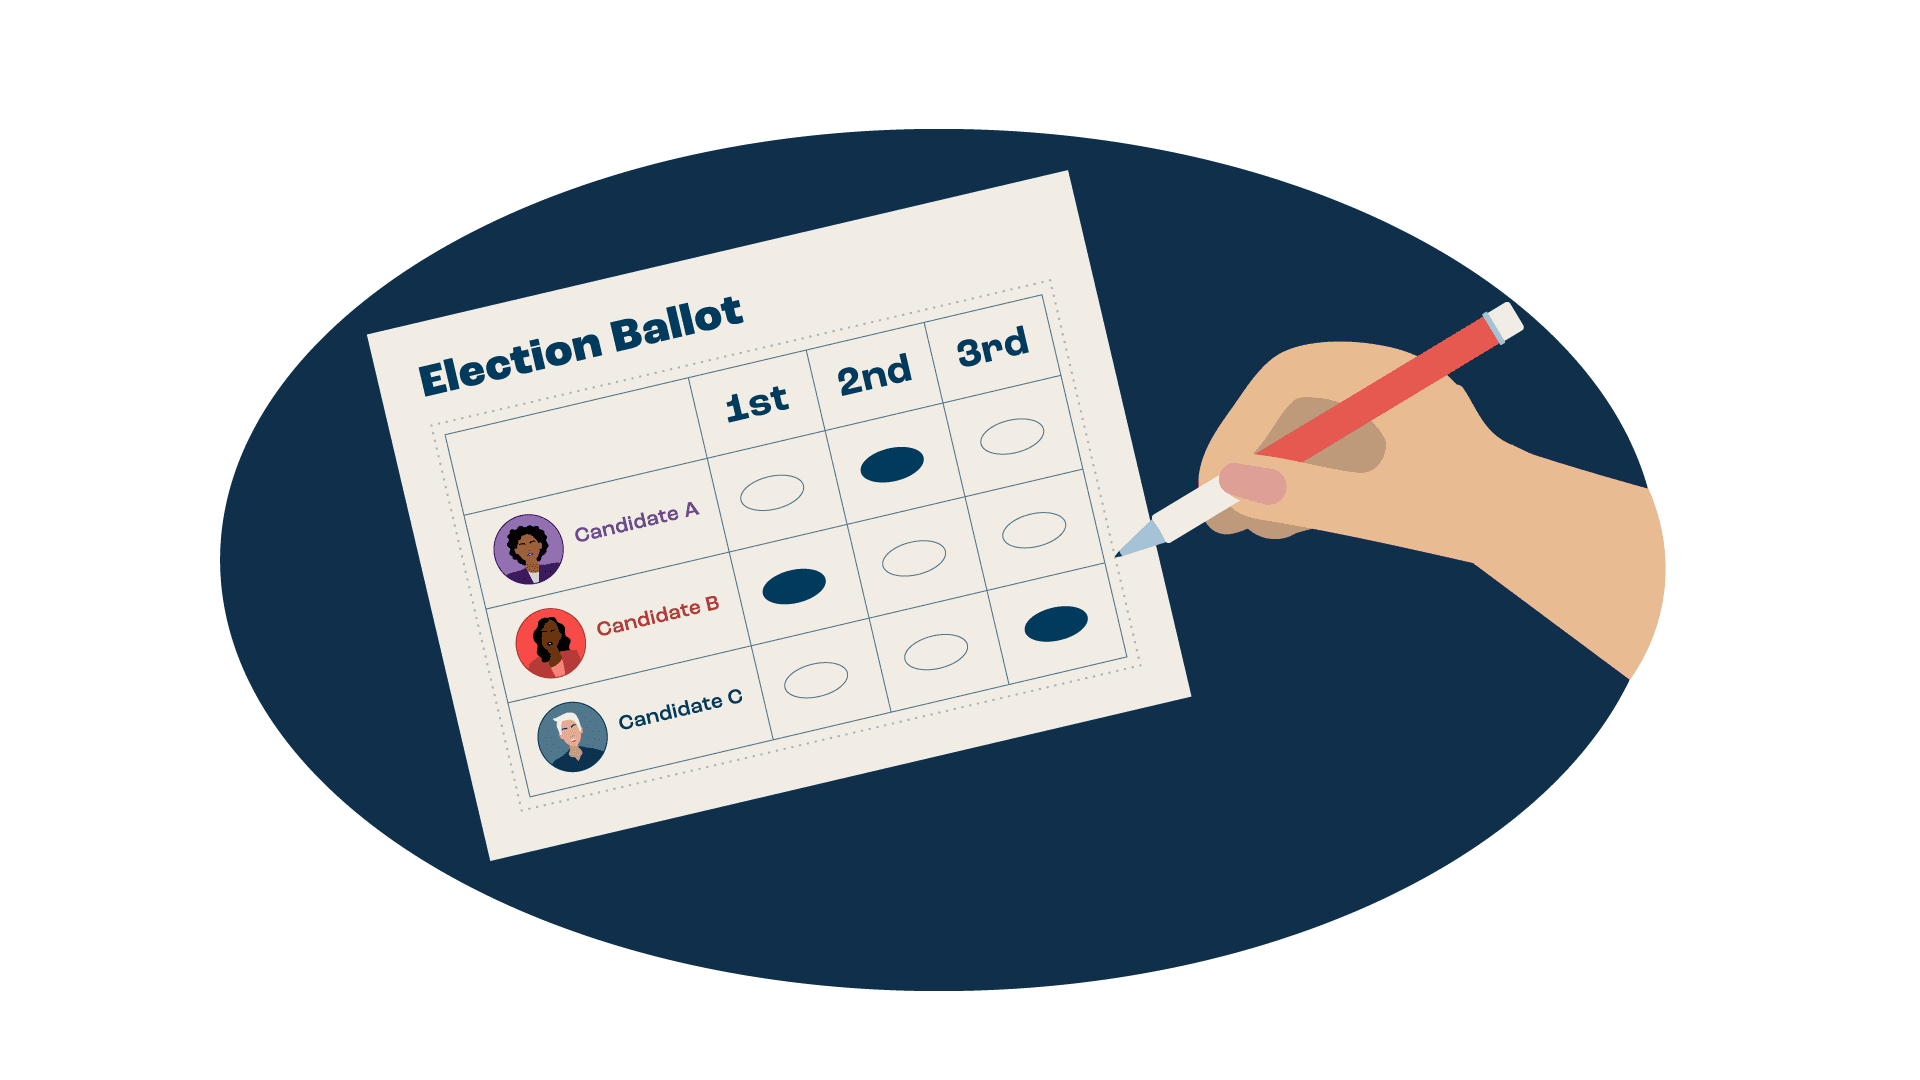 Election Ballot
1st 2nd 3rd
Candidate A
Candidate B
Candidate C